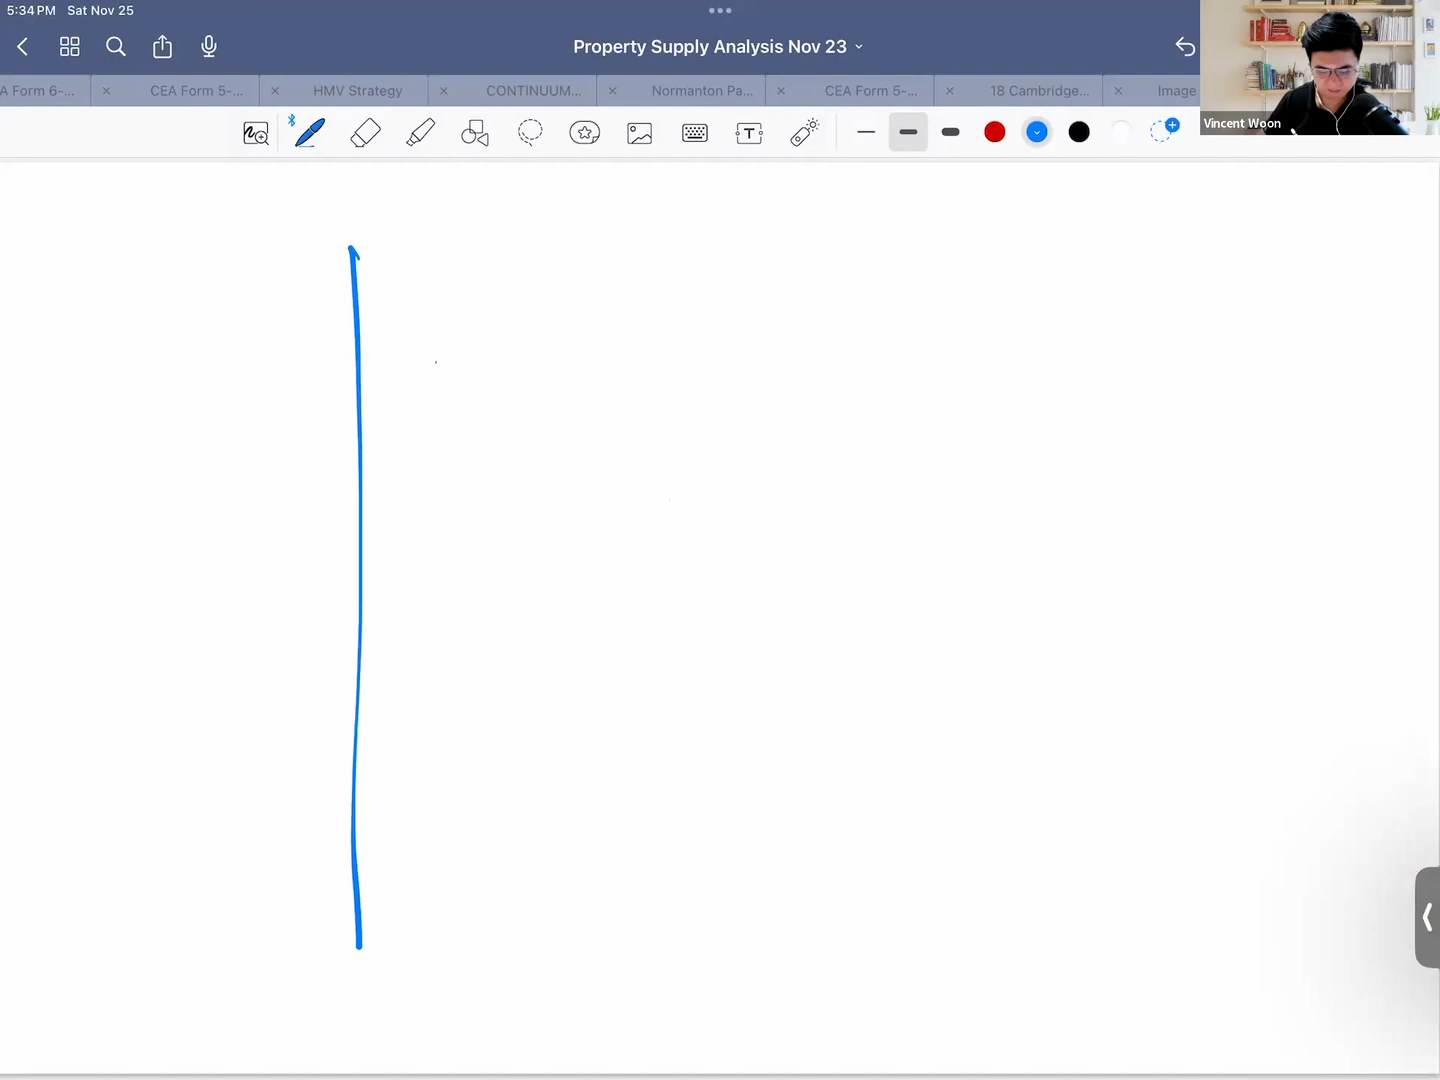 5:34 PM Sat Nov 25
Property Supply Analysis Nov 23
A Form 6-... CEA Form 5-... HMV Strategy CONTINUUM... Normanton Pa... CEA Form 5-... 18 Cambridge... Image
T
Vincent Woon